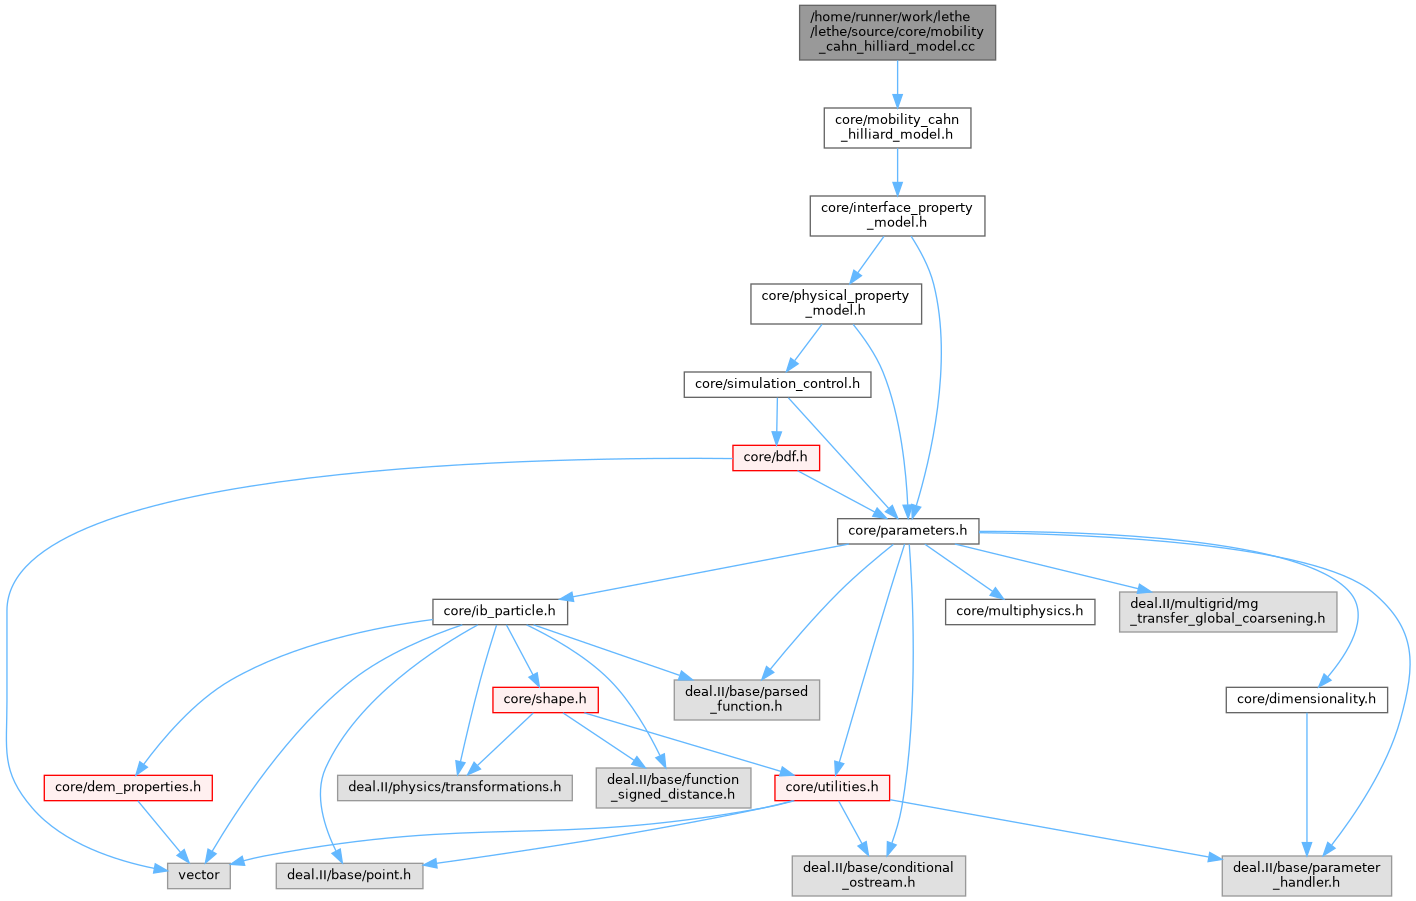 /home/runner/work/lethe
/lethe/source/core/mobility
_cahn_hilliard_model.cc
core/mobility_cahn
_hilliard_model.h
core/interface_property
_model.h
core/physical_property
_model.h
core/simulation_control.h
core/bdf.h
core/parameters.h
core/ib_particle.h
core/multiphysics.h
deal.II/multigrid/mg
_transfer_global_coarsening.h
core/shape.h
deal.II/base/parsed
_function.h
core/dimensionality.h
core/dem_properties.h
deal.II/physics/transformations.h
deal.II/base/function
_signed_distance.h
core/utilities.h
vector
deal.II/base/point.h
deal.II/base/conditional
_ostream.h
deal.II/base/parameter
_handler.h